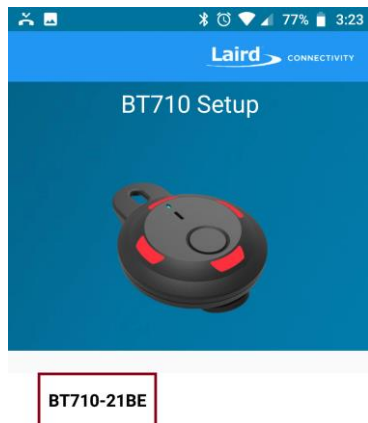 77% 3:23
Laird CONNECTIVITY
BT710 Setup
BT710-21BE